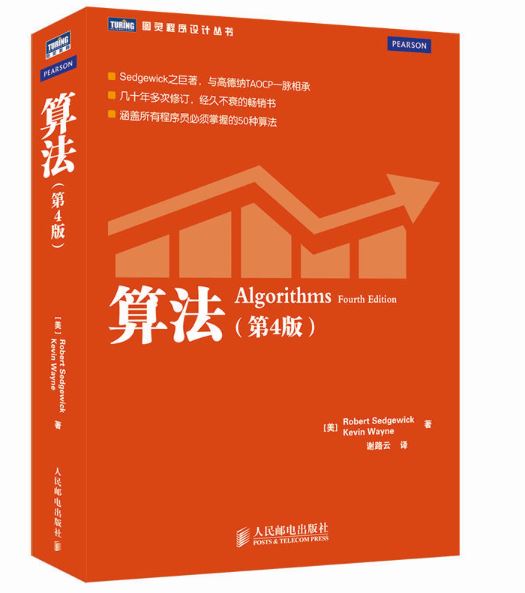 TURING
图灵程序设计丛书
PEARSON
Sedgewick之巨著，与高德纳TAOCP一脉相承
几十年多次修订，经久不衰的畅销书
涵盖所有程序员必须掌握的50种算法
算法
Algorithms Fourth Edition
（第4版）
[美] Robert Sedgewick
Kevin Wayne 著
谢路云 译
人民邮电出版社
POSTS & TELECOM PRESS
TURING
PEARSON
算法
（第4版）
[美] Robert Sedgewick
Kevin Wayne 著
人民邮电出版社